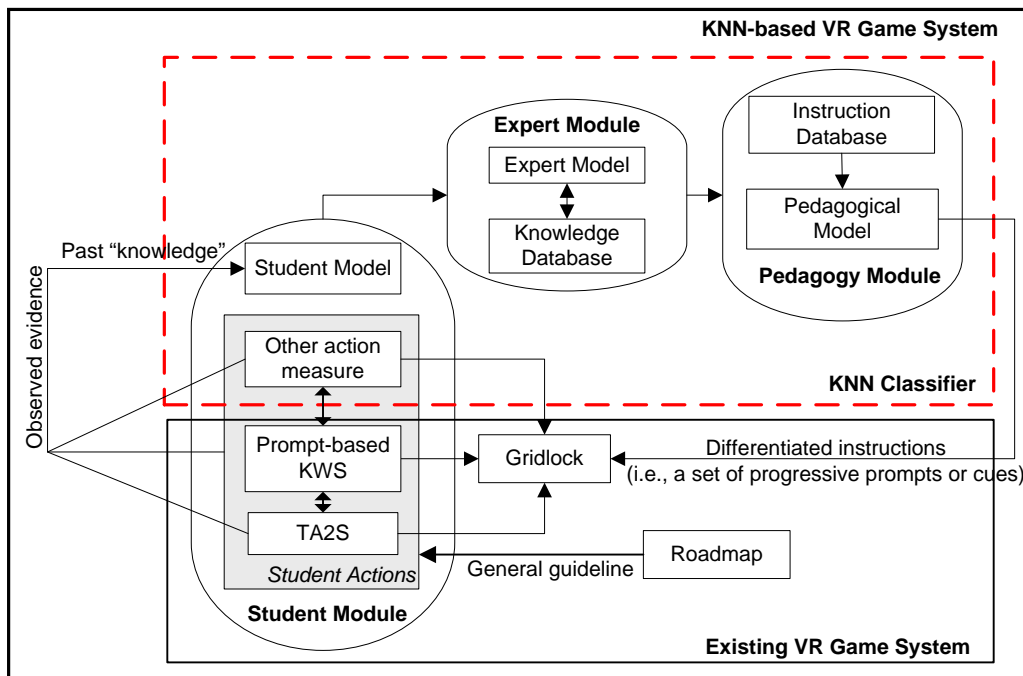 KNN-based VR Game System
Expert Module
Expert Model
Knowledge
Database
Instruction
Database
Pedagogical
Model
Pedagogy Module
Past “knowledge”
Student Model
Observed evidence
Other action
measure
KNN Classifier
Prompt-based
KWS
Gridlock
Differentiated instructions
(i.e., a set of progressive prompts or cues)
TA2S
Student Actions
General guideline
Roadmap
Student Module
Existing VR Game System